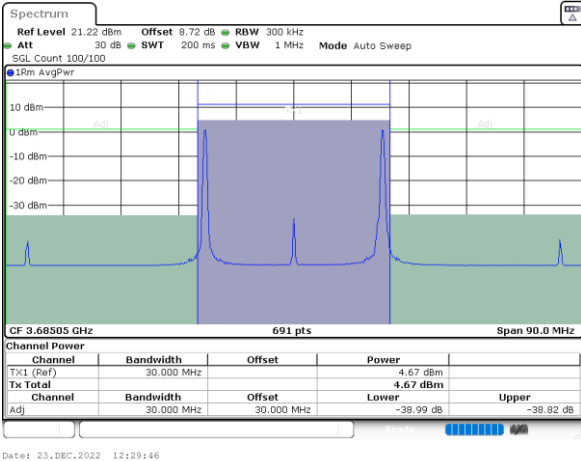 Spectrum
Ref Level 21.22 dBm Offset 8.72 dB RBW 300 kHz
Att 30 dB SWT 200 ms VBW 1 MHz Mode Auto Sweep
SGL Count 100/100
1Rm AvgPwr
10 dBm
Adj Adj
0 dBm
-10 dBm
-20 dBm
-30 dBm
CF 3.68505 GHz 691 pts Span 90.0 MHz
Channel Power
Channel Bandwidth Offset Power
TX1 (Ref) 30.000 MHz 4.67 dBm
Tx Total 4.67 dBm
Channel Bandwidth Offset Lower Upper
Adj 30.000 MHz 30.000 MHz -38.99 dB -38.82 dB
Date: 23.DEC.2022 12:29:46